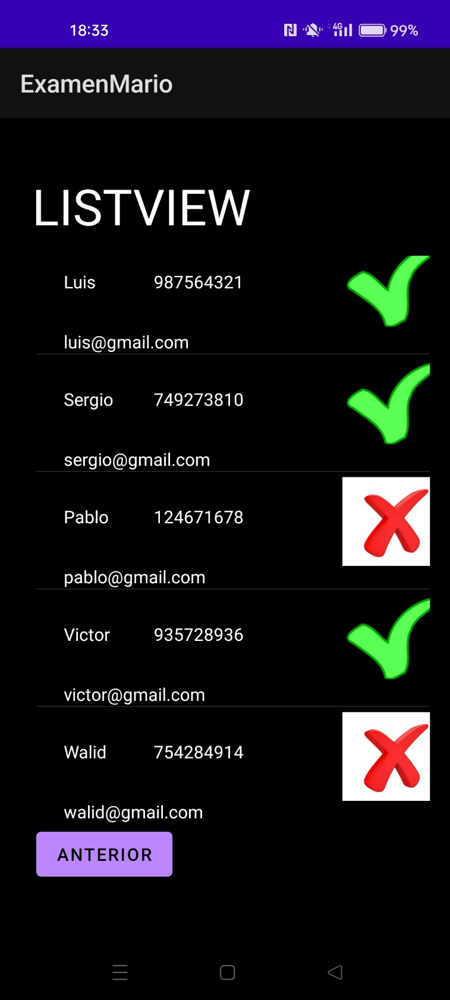 18:33 4G 99%
ExamenMario
LISTVIEW
Luis 987564321
luis@gmail.com
Sergio 749273810
sergio@gmail.com
Pablo 124671678
pablo@gmail.com
Victor 935728936
victor@gmail.com
Walid 754284914
walid@gmail.com
ANTERIOR